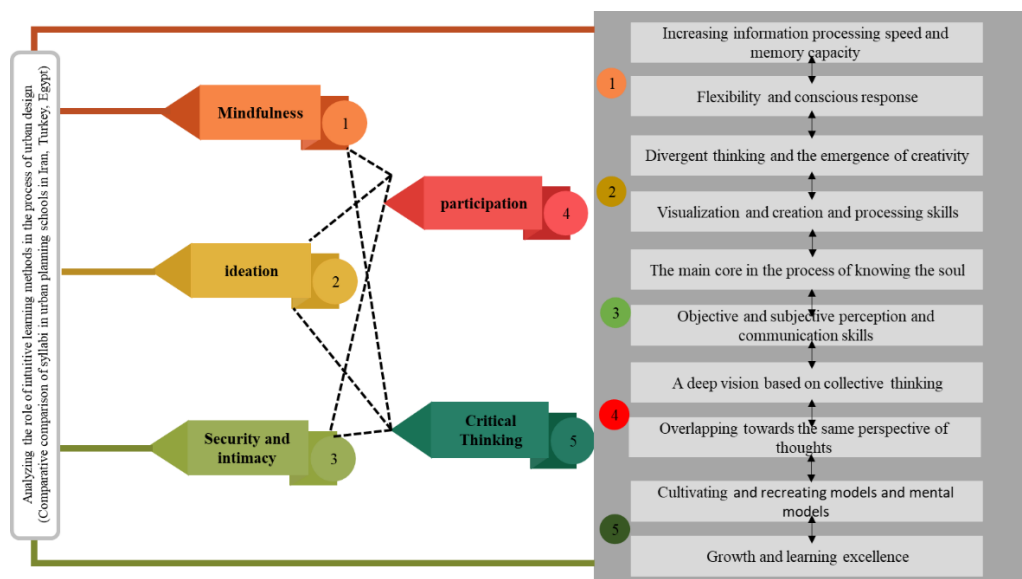 Analyzing the role of intuitive learning methods in the process of urban design
(Comparative comparison of syllabi in urban planning schools in Iran, Turkey, Egypt)
Mindfulness
1
participation
4
ideation
2
Security and
intimacy
3
Critical
Thinking
5
Increasing information processing speed and
memory capacity
1
Flexibility and conscious response
Divergent thinking and the emergence of creativity
2
Visualization and creation and processing skills
The main core in the process of knowing the soul
3
Objective and subjective perception and
communication skills
A deep vision based on collective thinking
4
Overlapping towards the same perspective of
thoughts
Cultivating and recreating models and mental
models
5
Growth and learning excellence